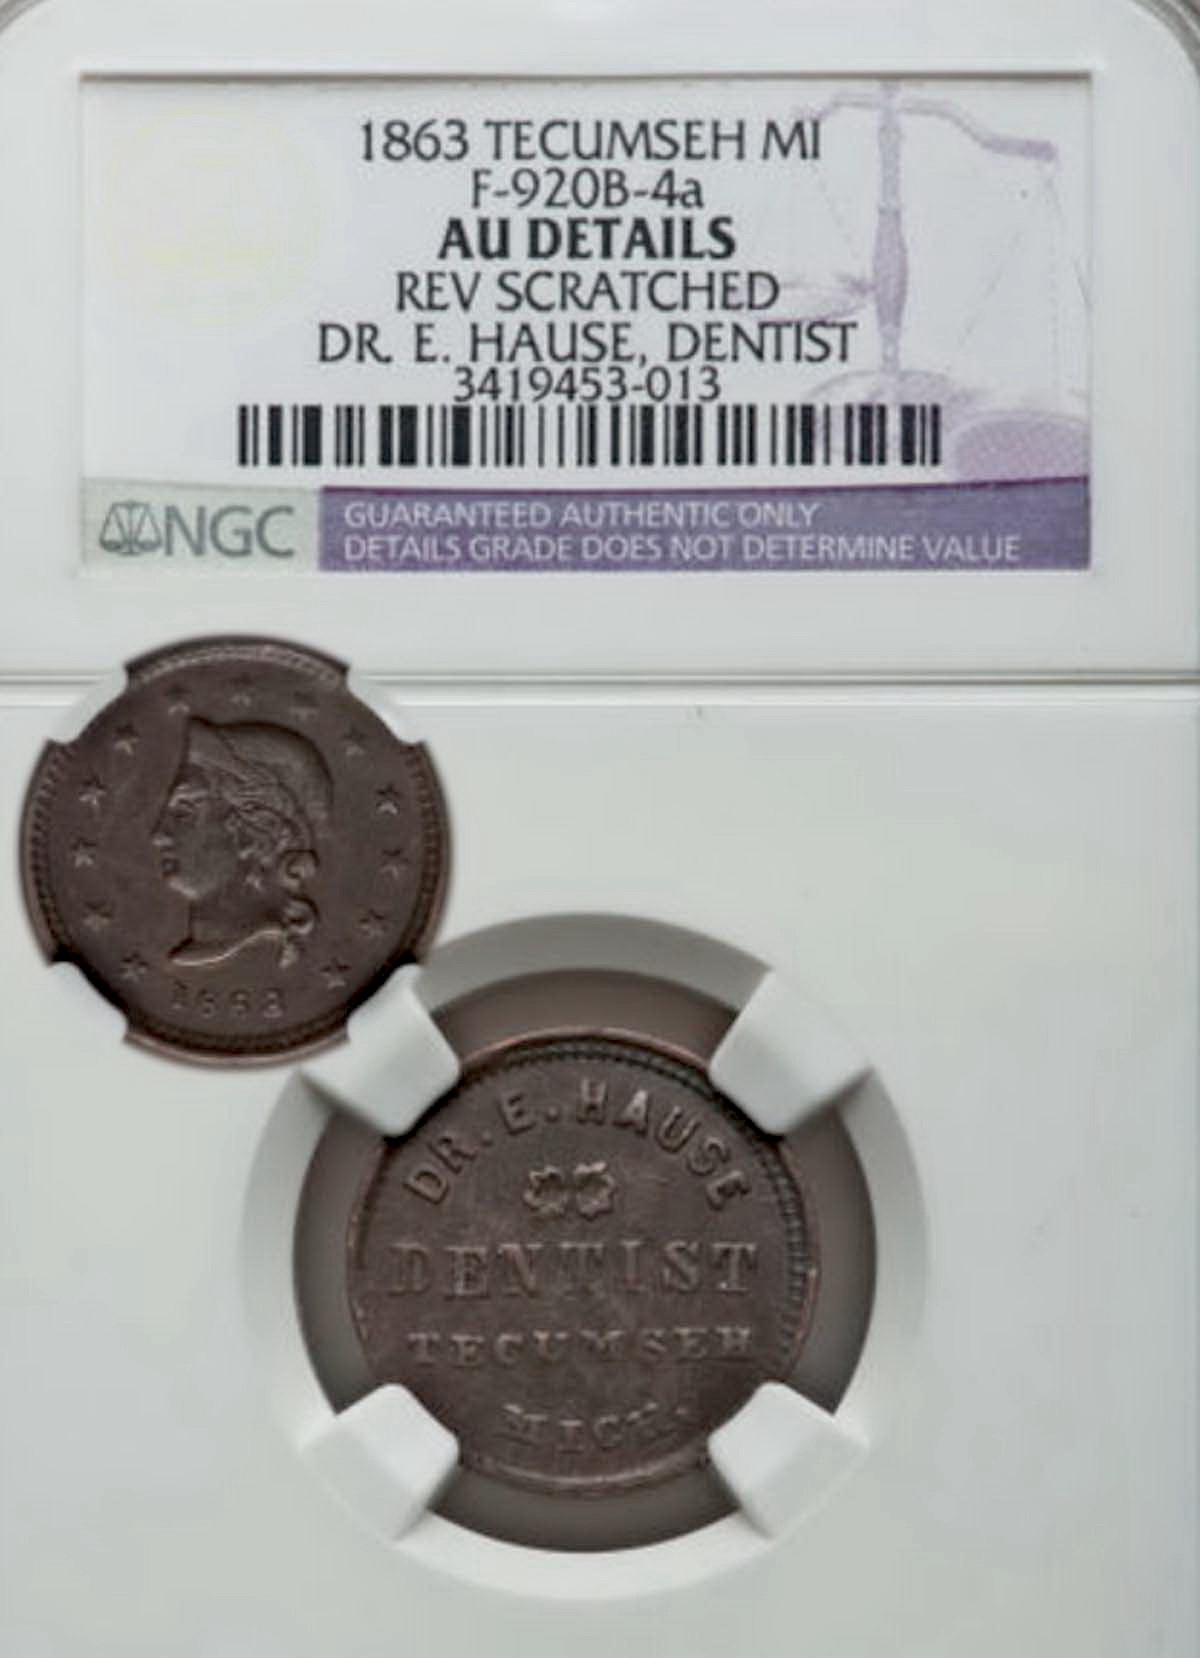 1863 TECUMSEH MI
F-920B-4a
AU DETAILS
REV SCRATCHED
DR. E. HAUSE, DENTIST
3419453-013
NGC
GUARANTEED AUTHENTIC ONLY
DETAILS GRADE DOES NOT DETERMINE VALUE
1863
DR. E. HAUSE
DENTIST
TECUMSEH
MICH.